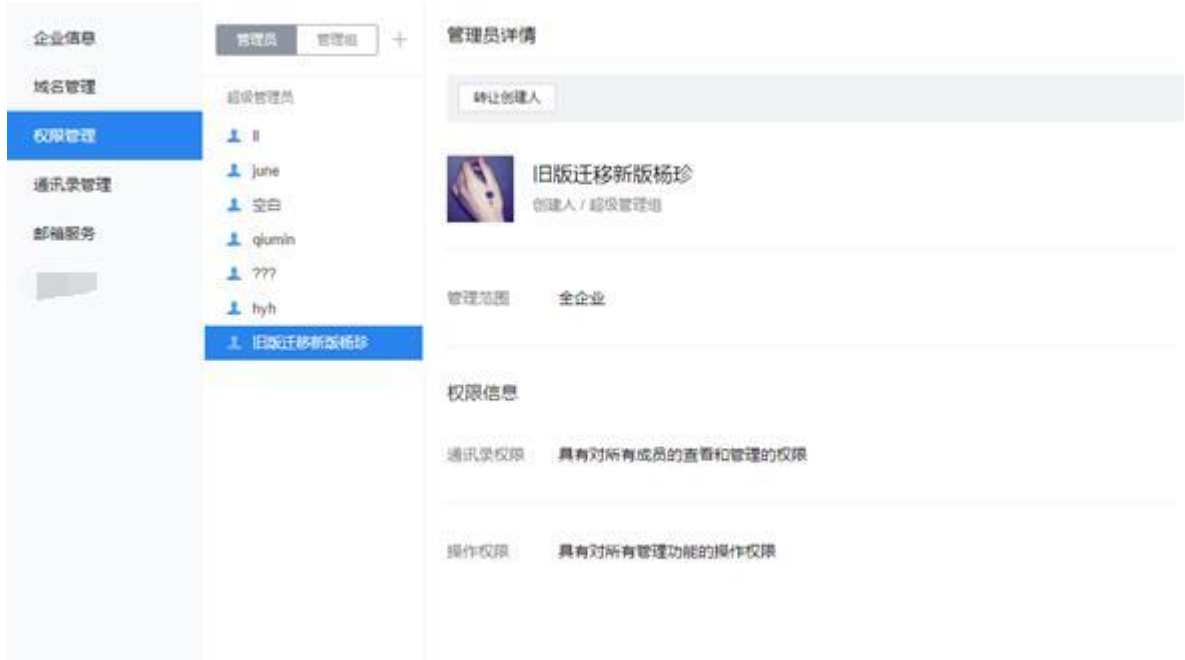 企业信息
域名管理
权限管理
通讯录管理
邮箱服务
管理员 管理组 +
超级管理员
ll
june
空白
qiumin
???
hyh
旧版迁移新版杨珍
管理员详情
转让创建人
旧版迁移新版杨珍
创建人 / 超级管理组
管理范围 全企业
权限信息
通讯录权限 具有对所有成员的查看和管理的权限
操作权限 具有对所有管理功能的操作权限